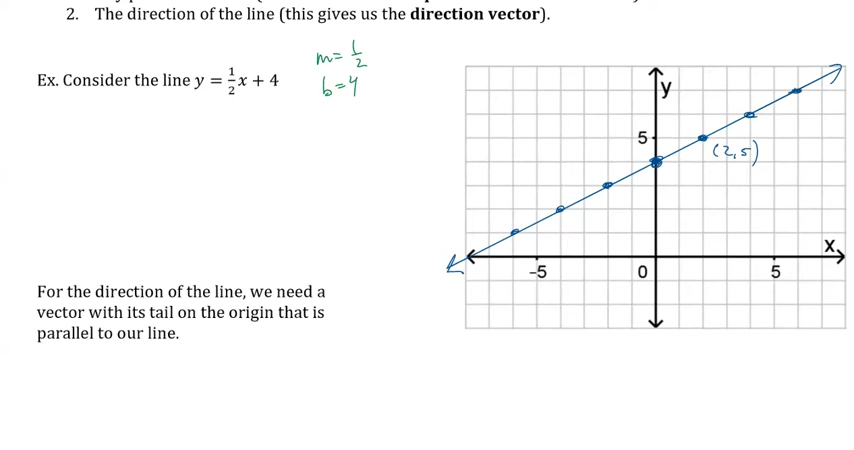 2. The direction of the line (this gives us the direction vector).
m = 1/2
Ex. Consider the line y = 1/2 x + 4
b = 4
y
5
(2,5)
x
-5
0
5
For the direction of the line, we need a
vector with its tail on the origin that is
parallel to our line.